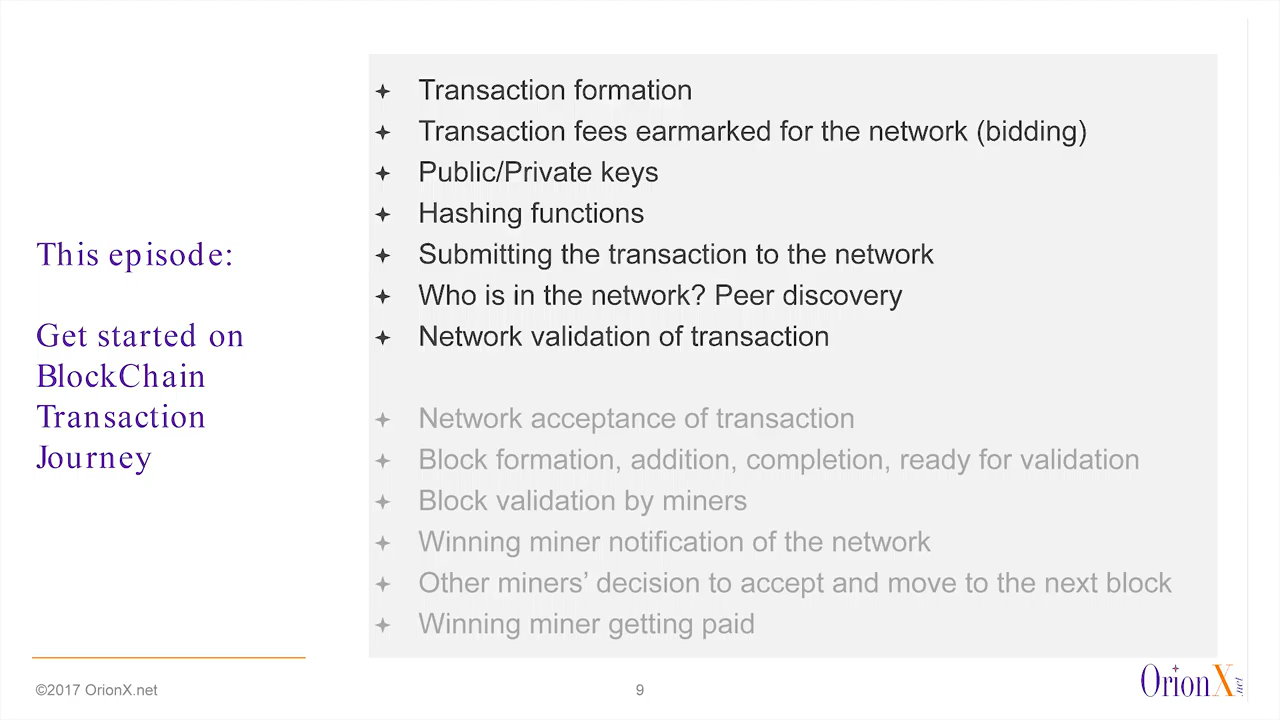 This episode:
Get started on
BlockChain
Transaction
Journey
Transaction formation
Transaction fees earmarked for the network (bidding)
Public/Private keys
Hashing functions
Submitting the transaction to the network
Who is in the network? Peer discovery
Network validation of transaction
Network acceptance of transaction
Block formation, addition, completion, ready for validation
Block validation by miners
Winning miner notification of the network
Other miners’ decision to accept and move to the next block
Winning miner getting paid
©2017 OrionX.net
9
OrionX.net